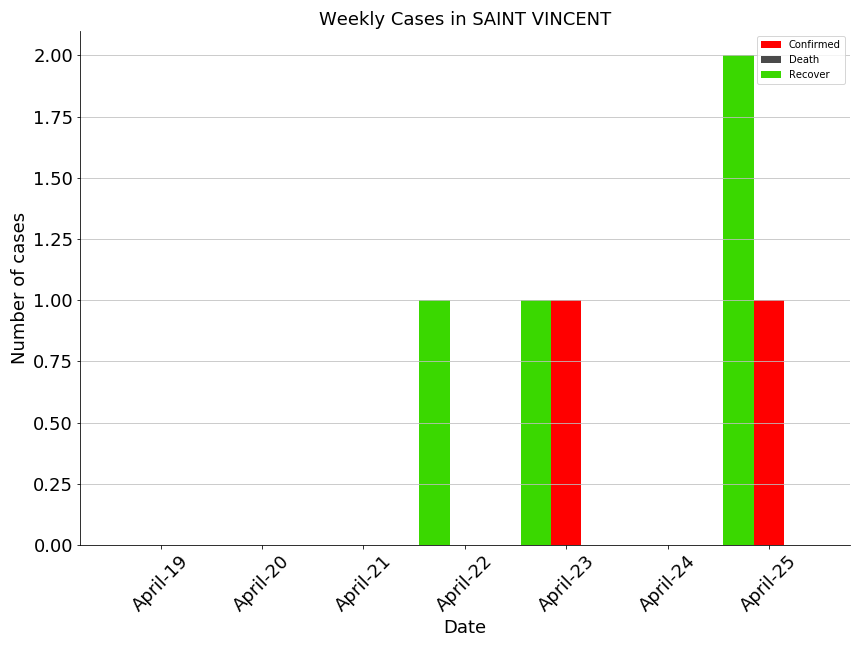 Weekly Cases in SAINT VINCENT
Confirmed
Death
Recover
Number of cases
2.00
1.75
1.50
1.25
1.00
0.75
0.50
0.25
0.00
April-19 April-20 April-21 April-22 April-23 April-24 April-25
Date